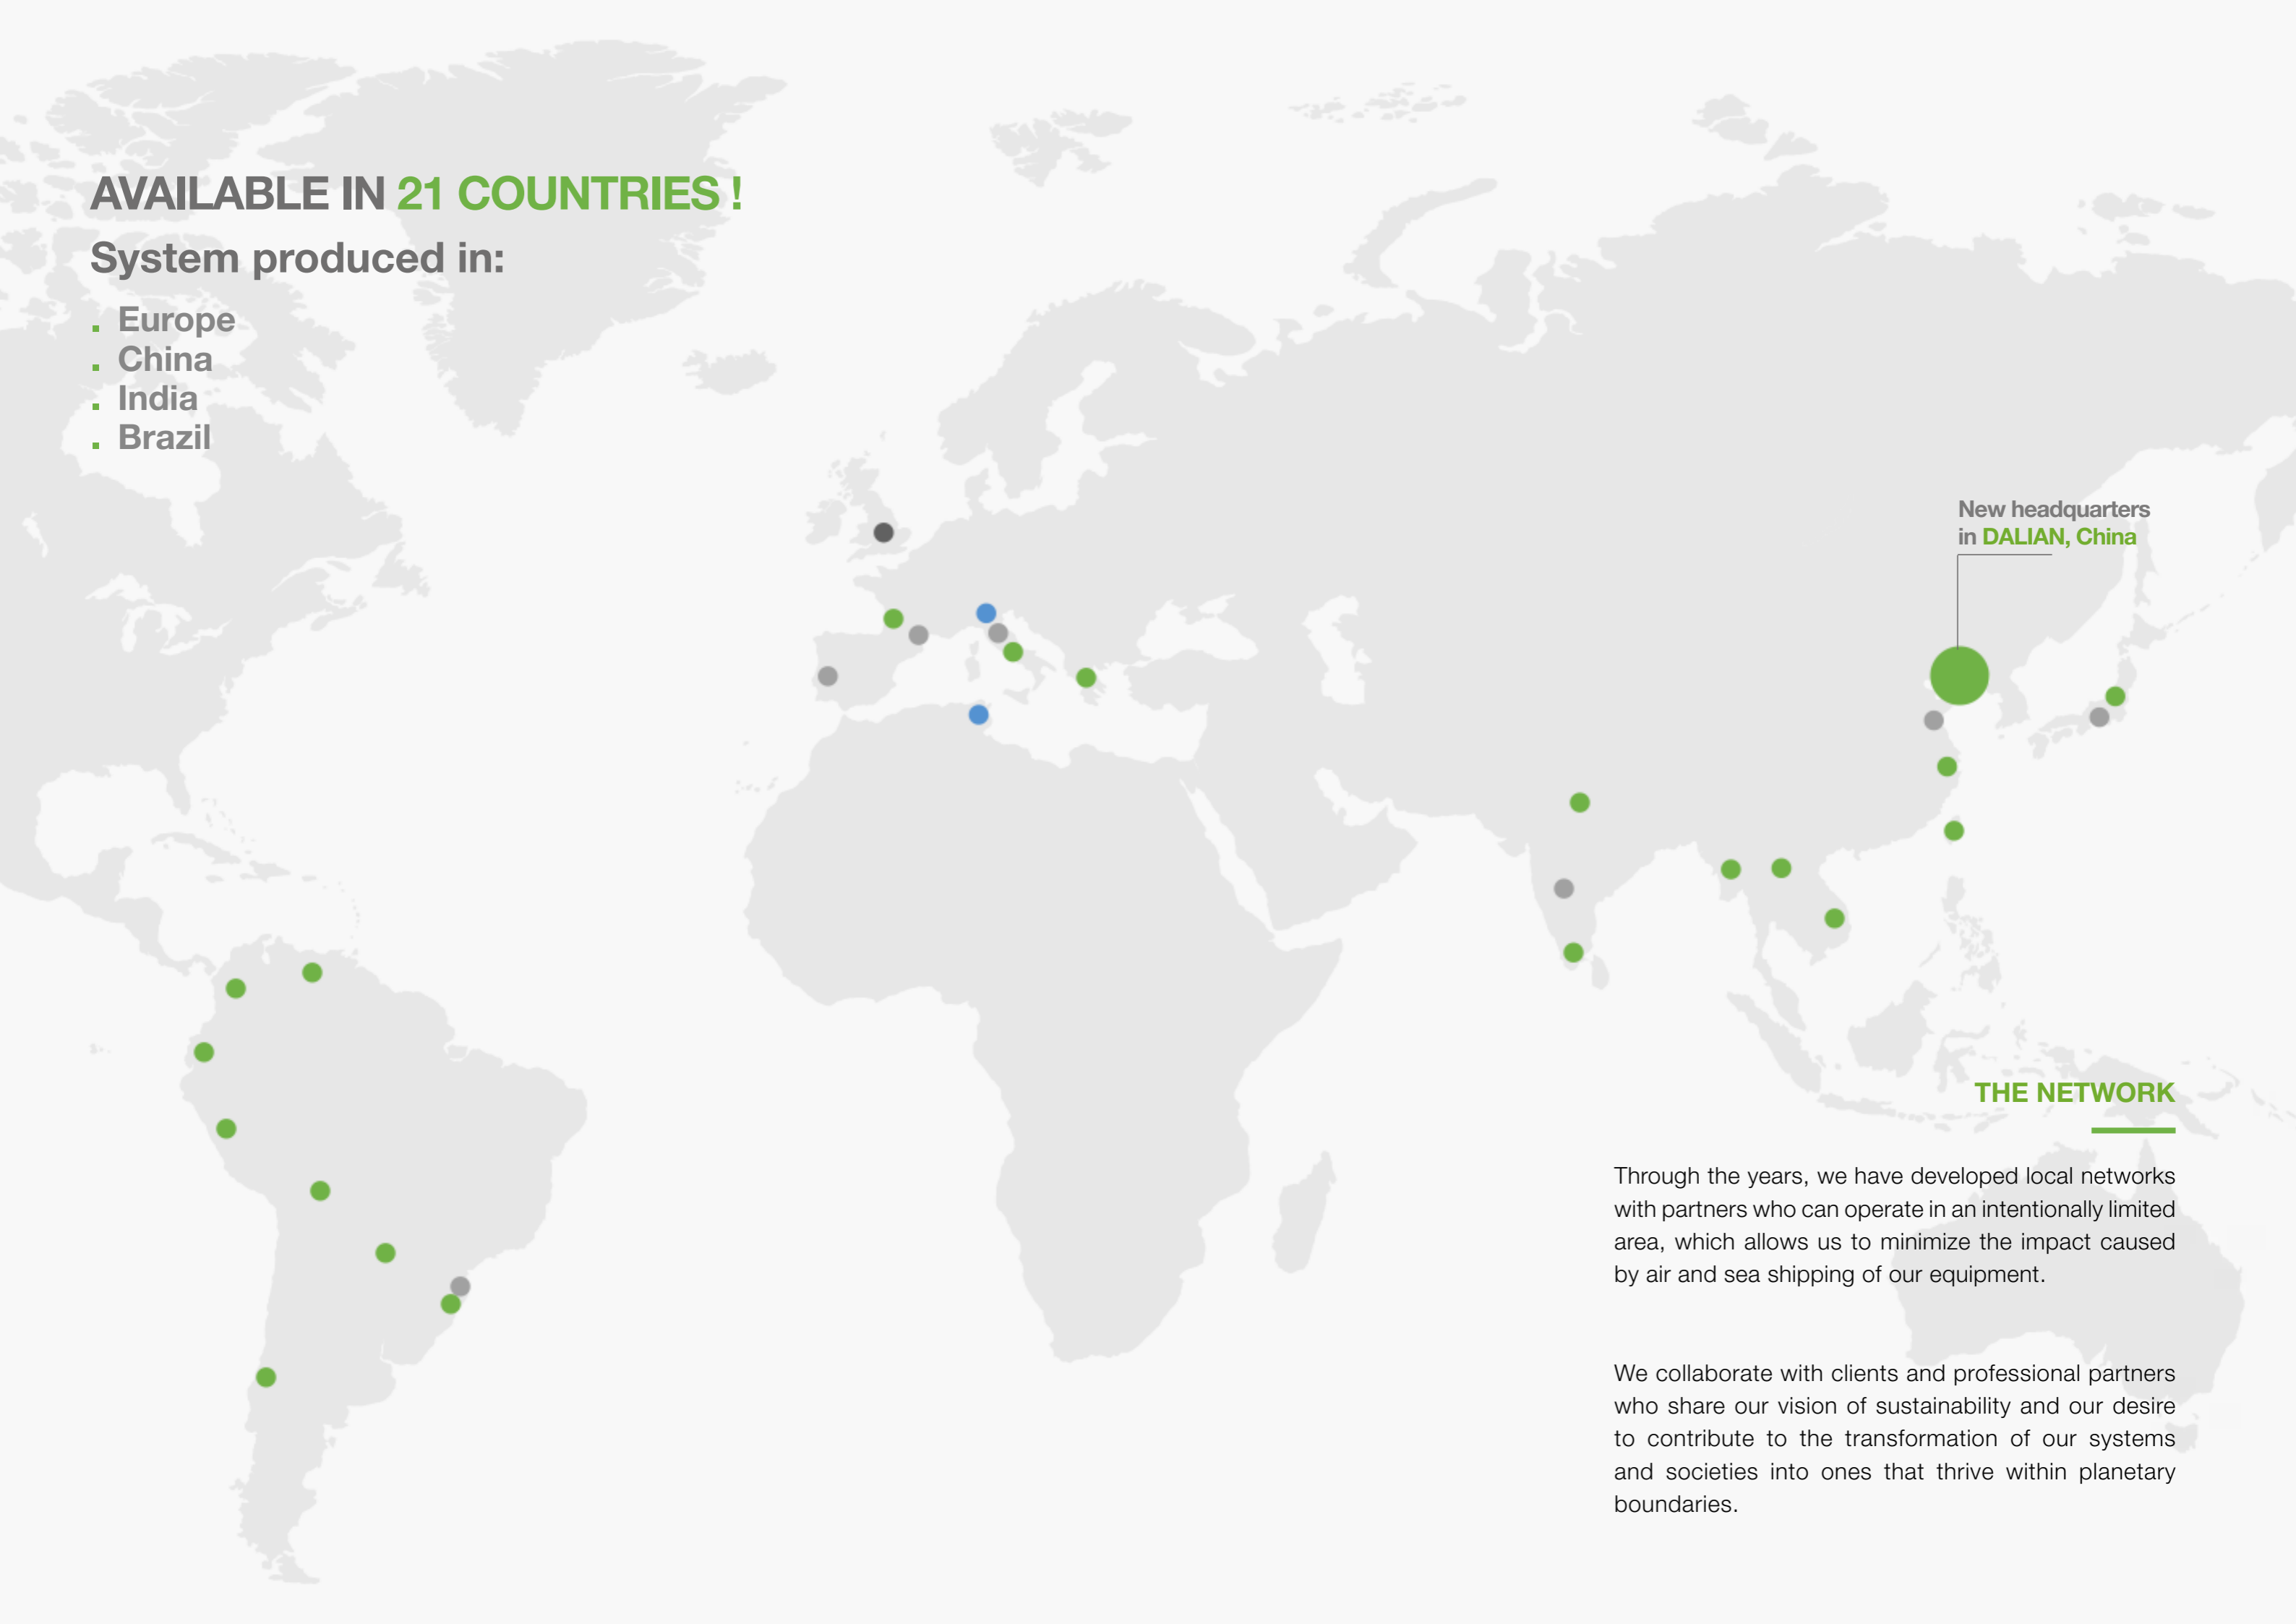 AVAILABLE IN 21 COUNTRIES !
System produced in:
. Europe
. China
. India
. Brazil
New headquarters
in DALIAN, China
THE NETWORK
Through the years, we have developed local networks
with partners who can operate in an intentionally limited
area, which allows us to minimize the impact caused
by air and sea shipping of our equipment.
We collaborate with clients and professional partners
who share our vision of sustainability and our desire
to contribute to the transformation of our systems
and societies into ones that thrive within planetary
boundaries.